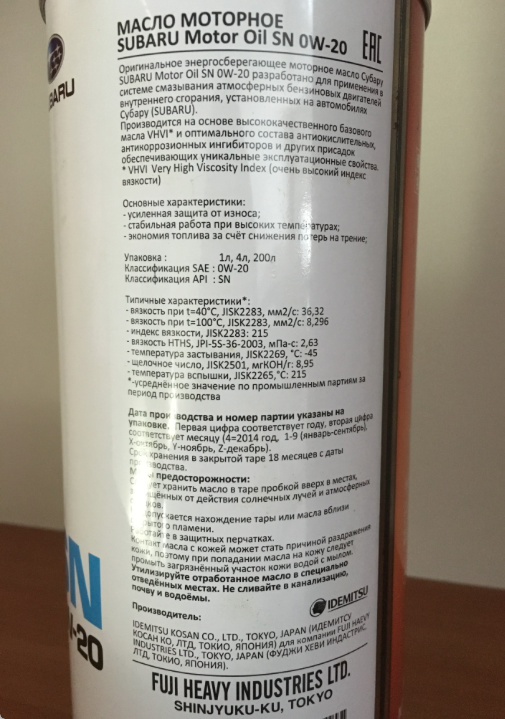 МАСЛО МОТОРНОЕ
SUBARU Motor Oil SN 0W-20
EAC
SUBARU
Оригинальное энергосберегающее моторное масло Субару
SUBARU Motor Oil SN 0W-20 разработано для применения в
системе смазывания атмосферных бензиновых двигателей
внутреннего сгорания, установленных на автомобилях
Субару (SUBARU).
Производится на основе высококачественного базового
масла VHVI* и оптимального состава антиокислительных,
антикоррозионных ингибиторов и других присадок
обеспечивающих уникальные эксплуатационные свойства.
* VHVI Very High Viscosity Index (очень высокий индекс
вязкости)
Основные характеристики:
- усиленная защита от износа;
- стабильная работа при высоких температурах;
- экономия топлива за счёт снижения потерь на трение;
Упаковка : 1л, 4л, 200л
Классификация SAE : 0W-20
Классификация API : SN
Типичные характеристики*:
- вязкость при t=40°C, JISK2283, мм2/с: 36,32
- вязкость при t=100°C, JISK2283, мм2/с: 8,296
- индекс вязкости, JISK2283: 215
- вязкость HTHS, JPI-5S-36-2003, мПа-с: 2,63
- температура застывания, JISK2269, °C: -45
- щелочное число, JISK2501, мгКОН/г: 8,95
- температура вспышки, JISK2265,°C: 215
*-усреднённое значение по промышленным партиям за
период производства
Дата производства и номер партии указаны на
упаковке. Первая цифра соответствует году, вторая цифра
соответствует месяцу (4=2014 год, 1-9 (январь-сентябрь),
X-октябрь, Y-ноябрь, Z-декабрь).
Срок хранения в закрытой таре 18 месяцев с даты
производства.
предосторожности:
хранить масло в таре пробкой вверх в местах,
от действия солнечных лучей и атмосферных
нахождение тары или масла вблизи
пламени.
в защитных перчатках.
Контакт масла с кожей может стать причиной раздражения
кожи, поэтому при попадании масла на кожу следует
промыть загрязнённый участок кожи водой с мылом.
Утилизируйте отработанное масло в специально
отведённых местах. Не сливайте в канализацию,
почву и водоёмы.
IDEMITSU
Производитель:
IDEMITSU KOSAN CO., LTD., TOKYO, JAPAN (ИДЕМИТСУ
КОСАН КО, ЛТД, ТОКИО, ЯПОНИЯ) для компании FUJI HAEVY
INDUSTRIES LTD., TOKYO, JAPAN (ФУДЖИ ХЕВИ ИНДАСТРИС,
ЛТД, ТОКИО, ЯПОНИЯ).
FUJI HEAVY INDUSTRIES LTD.
SHINJYUKU-KU, TOKYO
SN
-20